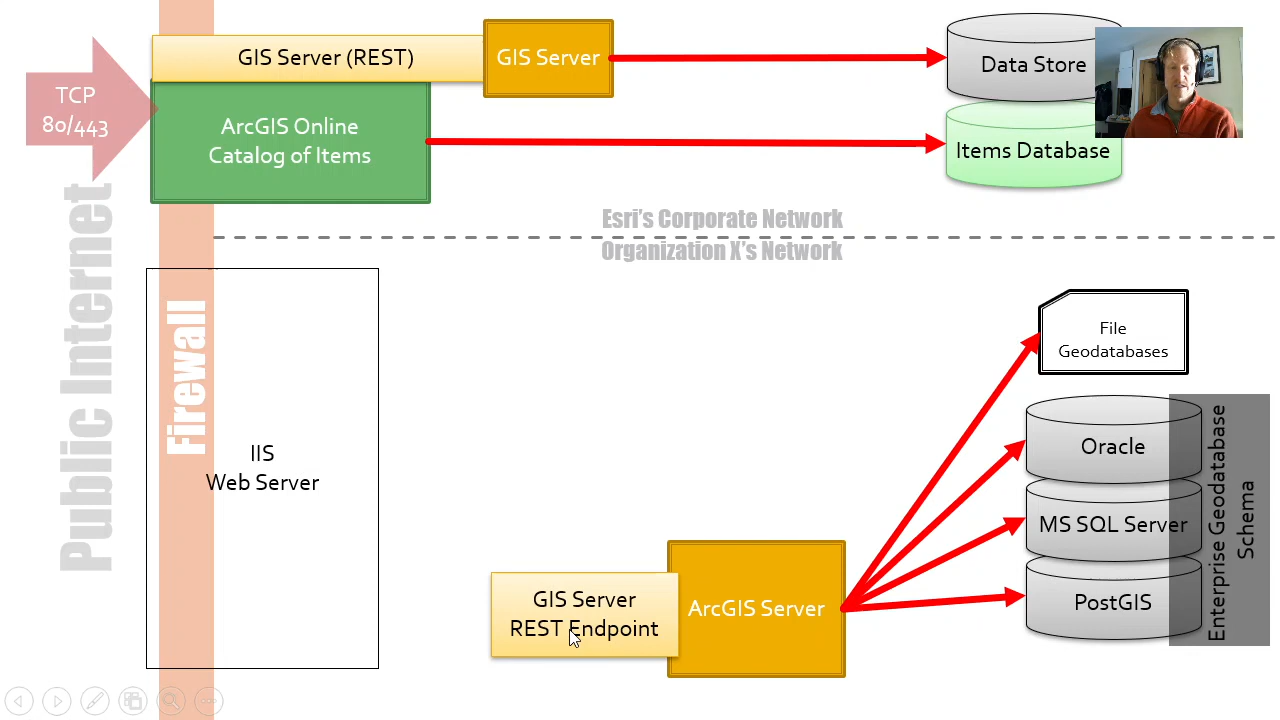 GIS Server (REST)
GIS Server
Data Store
TCP
80/443
ArcGIS Online
Catalog of Items
Items Database
Esri's Corporate Network
Organization X's Network
Public Internet
Firewall
IIS
Web Server
File
Geodatabases
Oracle
MS SQL Server
PostGIS
Enterprise Geodatabase
Schema
GIS Server
REST Endpoint
ArcGIS Server